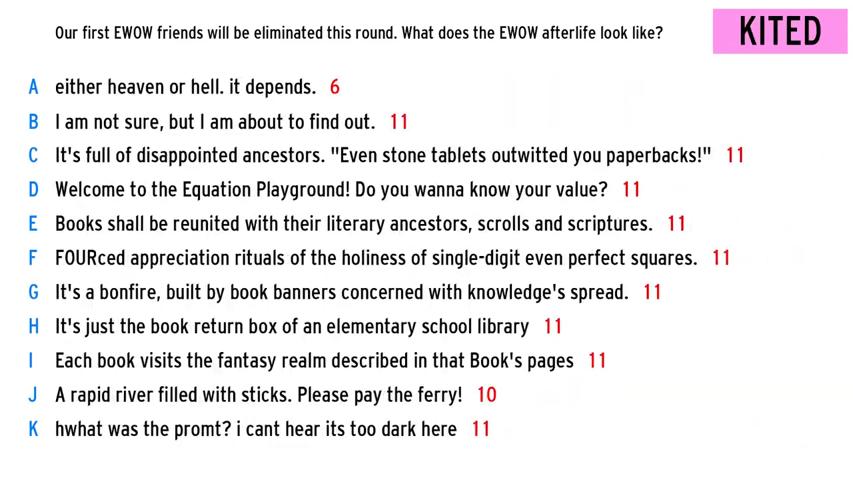 Our first EWOW friends will be eliminated this round. What does the EWOW afterlife look like?
KITED
A either heaven or hell. it depends. 6
B I am not sure, but I am about to find out. 11
C It's full of disappointed ancestors. "Even stone tablets outwitted you paperbacks!" 11
D Welcome to the Equation Playground! Do you wanna know your value? 11
E Books shall be reunited with their literary ancestors, scrolls and scriptures. 11
F FOURced appreciation rituals of the holiness of single-digit even perfect squares. 11
G It's a bonfire, built by book banners concerned with knowledge's spread. 11
H It's just the book return box of an elementary school library 11
I Each book visits the fantasy realm described in that Book's pages 11
J A rapid river filled with sticks. Please pay the ferry! 10
K hwhat was the promt? i cant hear its too dark here 11